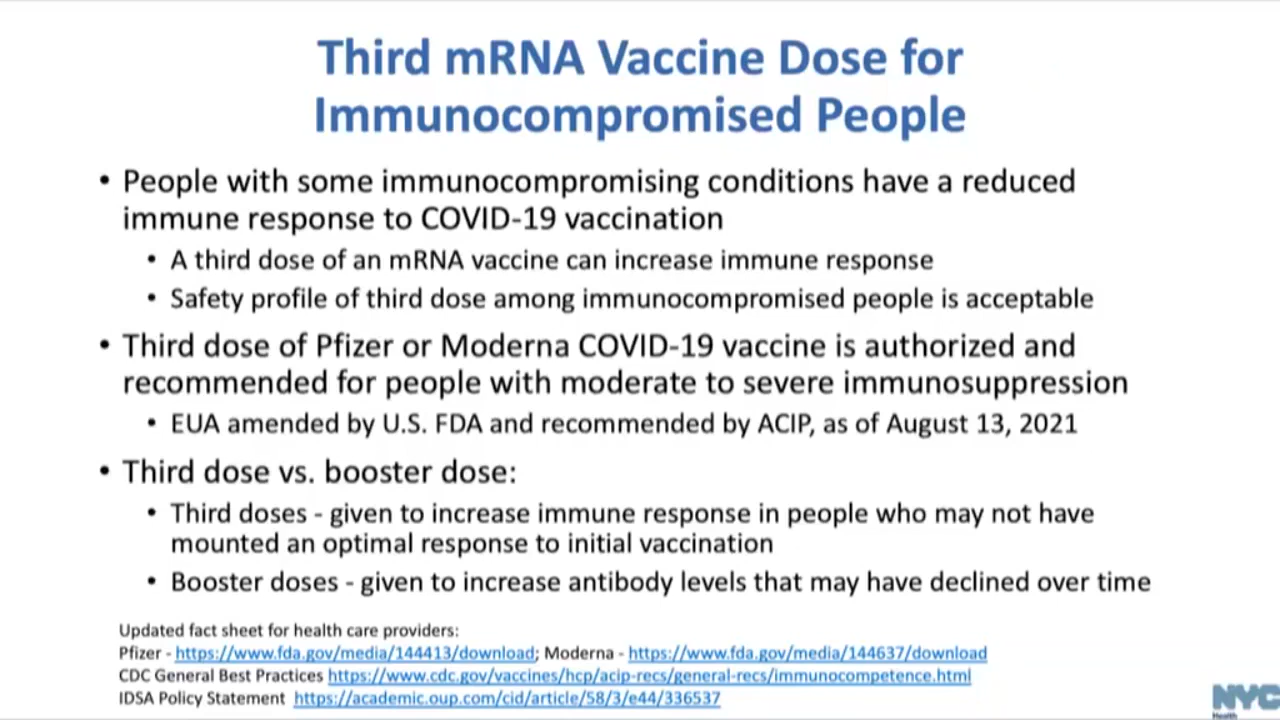 Third mRNA Vaccine Dose for
Immunocompromised People
• People with some immunocompromising conditions have a reduced
immune response to COVID-19 vaccination
• A third dose of an mRNA vaccine can increase immune response
• Safety profile of third dose among immunocompromised people is acceptable
• Third dose of Pfizer or Moderna COVID-19 vaccine is authorized and
recommended for people with moderate to severe immunosuppression
• EUA amended by U.S. FDA and recommended by ACIP, as of August 13, 2021
• Third dose vs. booster dose:
• Third doses - given to increase immune response in people who may not have
mounted an optimal response to initial vaccination
• Booster doses - given to increase antibody levels that may have declined over time
Updated fact sheet for health care providers:
Pfizer - https://www.fda.gov/media/144413/download; Moderna - https://www.fda.gov/media/144637/download
CDC General Best Practices https://www.cdc.gov/vaccines/hcp/acip-recs/general-recs/immunocompetence.html
IDSA Policy Statement https://academic.oup.com/cid/article/58/3/e44/336537
NYC
Health